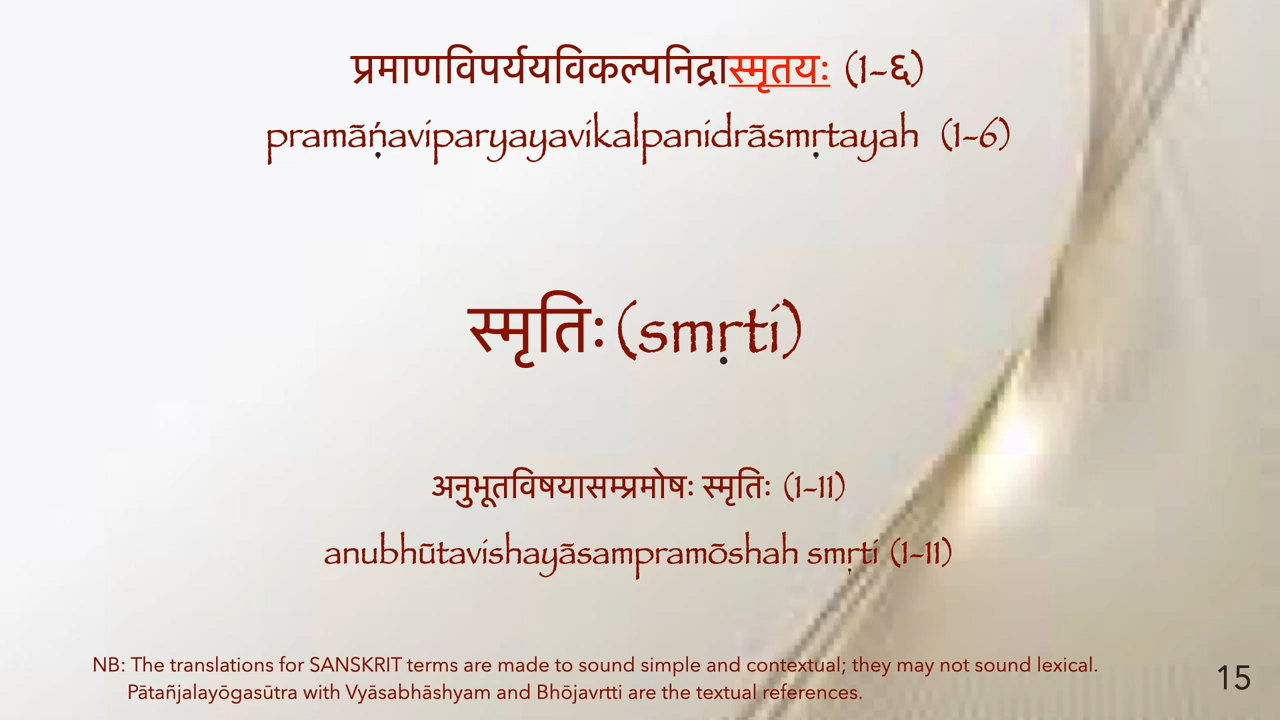 प्रमाणविपर्ययविकल्पनिद्रास्मृतयः (1-६)
pramāṇaviparyayavikalpanidrāsmṛtayah (1-6)
स्मृतिः (smṛti)
अनुभूतविषयासम्प्रमोषः स्मृतिः (1-11)
anubhūtavishayāsampramōshah smṛti (1-11)
NB: The translations for SANSKRIT terms are made to sound simple and contextual; they may not sound lexical.
Pātañjalayōgasūtra with Vyāsabhāshyam and Bhōjavrtti are the textual references.
15